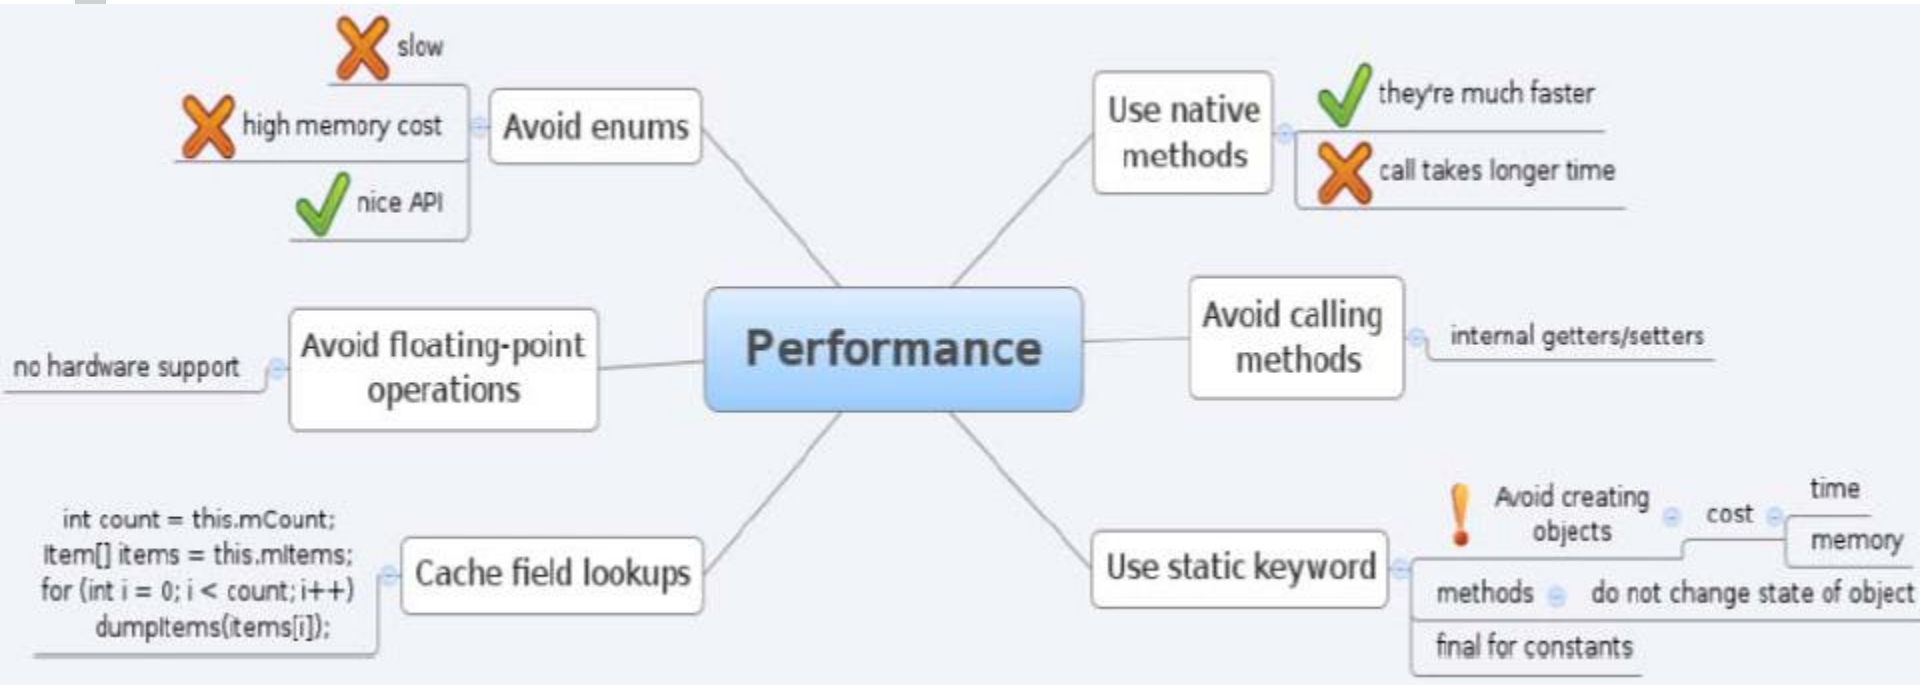 slow
high memory cost
nice API
Avoid enums
Avoid floating-point
operations
no hardware support
Cache field lookups
int count = this.mCount;
Item[] items = this.mItems;
for (int i = 0; i < count; i++)
dumpItems(items[i]);
Performance
Use native
methods
they're much faster
call takes longer time
Avoid calling
methods
internal getters/setters
Use static keyword
Avoid creating
objects
cost
time
memory
methods
do not change state of object
final for constants